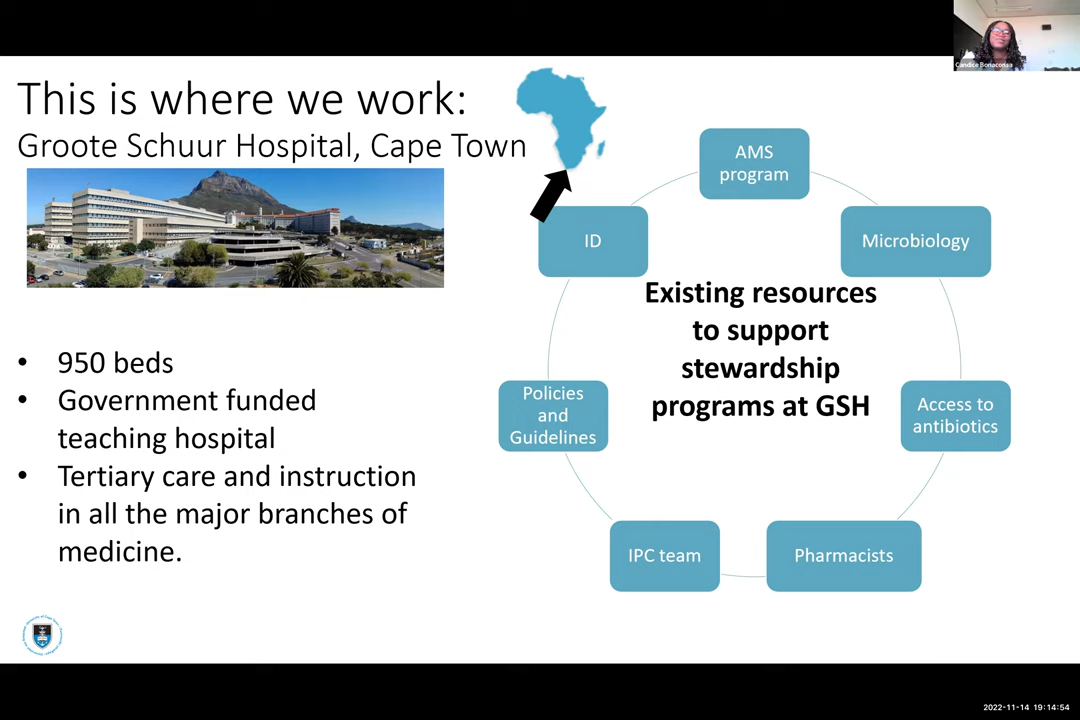 Candice Bonaconsa
This is where we work:
Groote Schuur Hospital, Cape Town
• 950 beds
• Government funded
teaching hospital
• Tertiary care and instruction
in all the major branches of
medicine.
AMS
program
ID
Microbiology
Existing resources
to support
stewardship
programs at GSH
Policies
and
Guidelines
Access to
antibiotics
IPC team
Pharmacists
2022-11-14 19:14:54